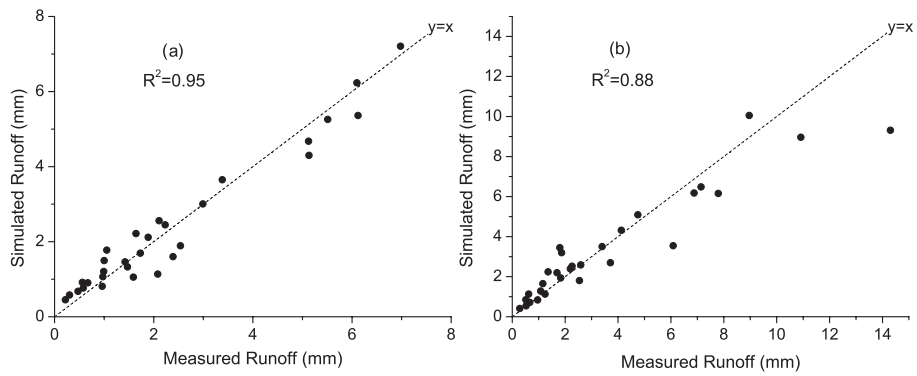 (a)
R²=0.95
y=x
8
6
4
2
0
0 2 4 6 8
Simulated Runoff (mm)
Measured Runoff (mm)
(b)
R²=0.88
y=x
14
12
10
8
6
4
2
0
0 2 4 6 8 10 12 14
Simulated Runoff (mm)
Measured Runoff (mm)